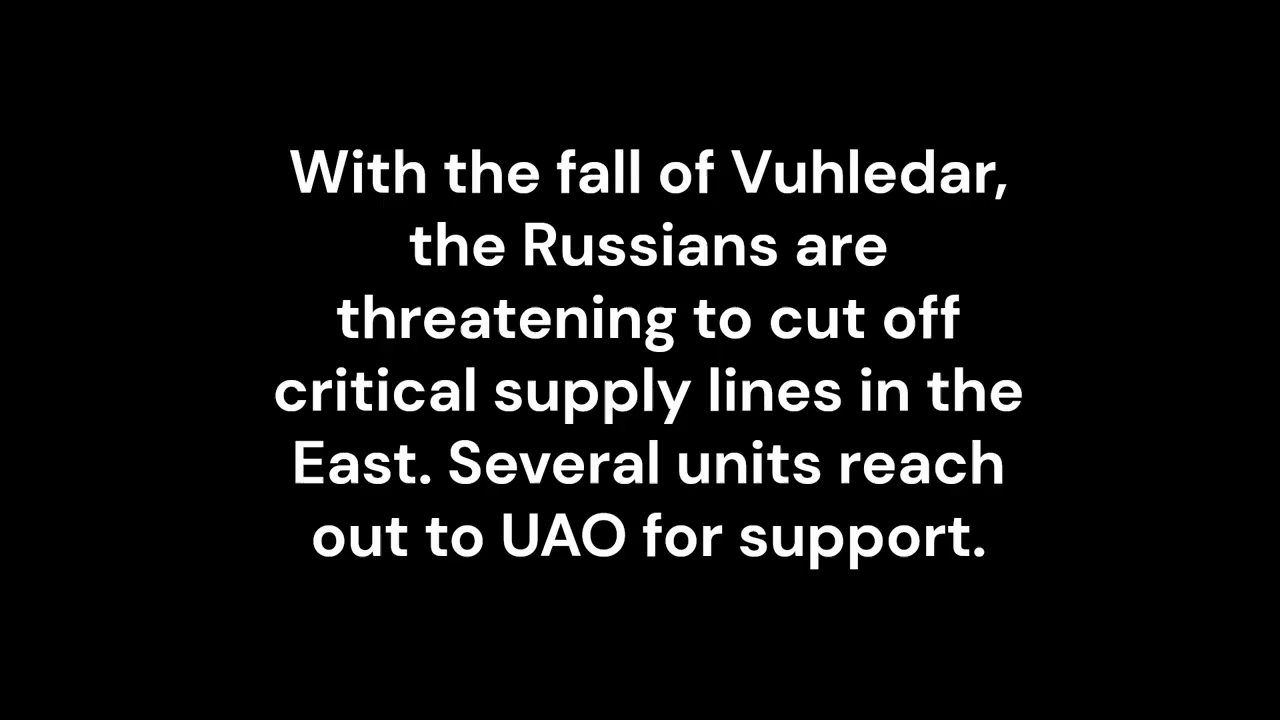 With the fall of Vuhledar,
the Russians are
threatening to cut off
critical supply lines in the
East. Several units reach
out to UAO for support.